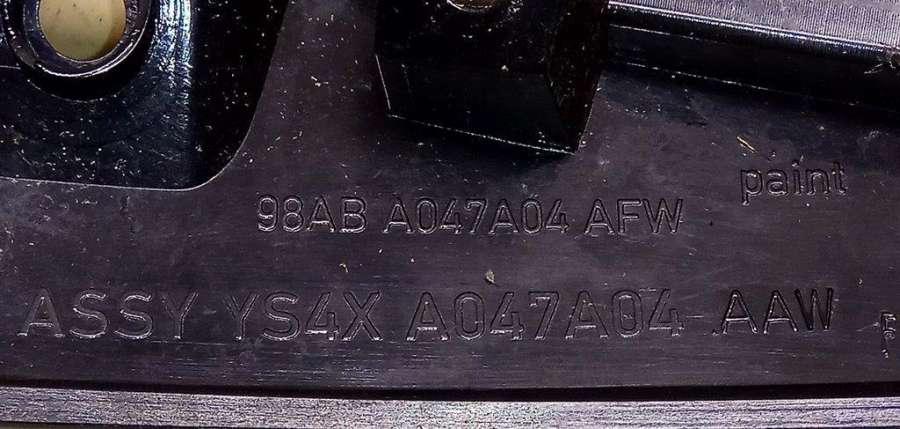 paint
98AB A047A04 AFW
ASSY YS4X A047A04 AAW